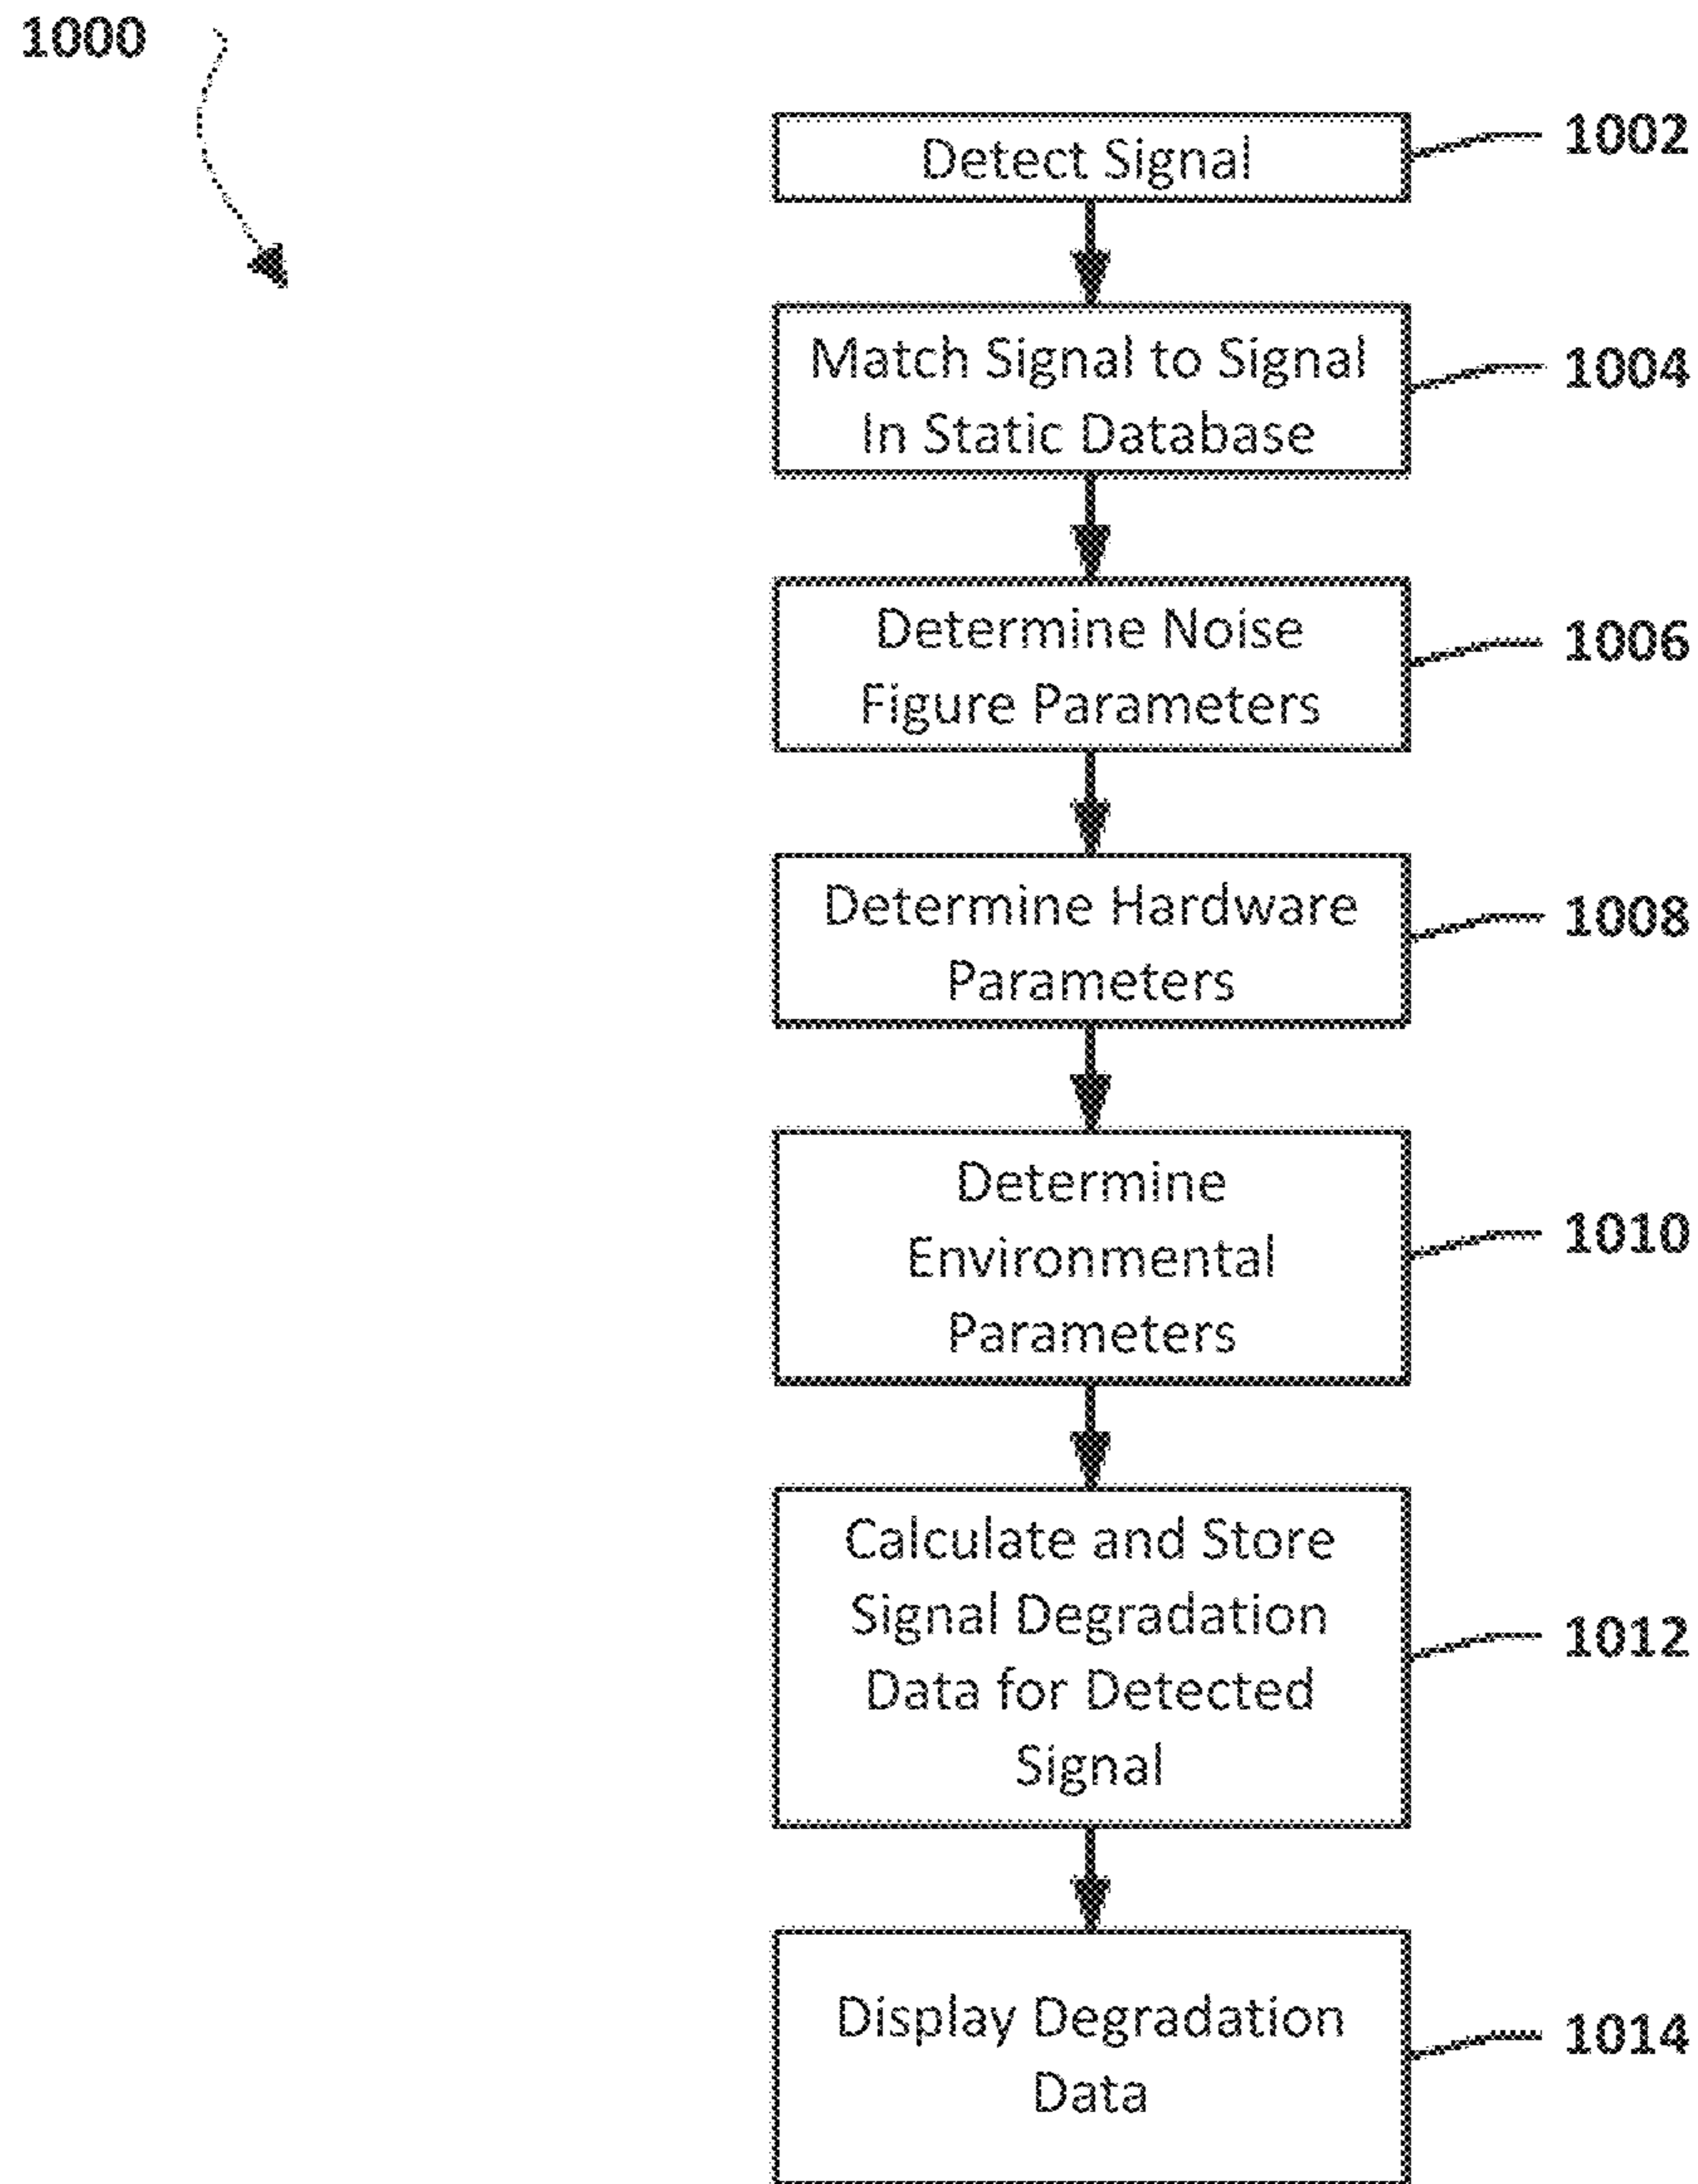 1000
Detect Signal
1002
Match Signal to Signal
In Static Database
1004
Determine Noise
Figure Parameters
1006
Determine Hardware
Parameters
1008
Determine
Environmental
Parameters
1010
Calculate and Store
Signal Degradation
Data for Detected
Signal
1012
Display Degradation
Data
1014